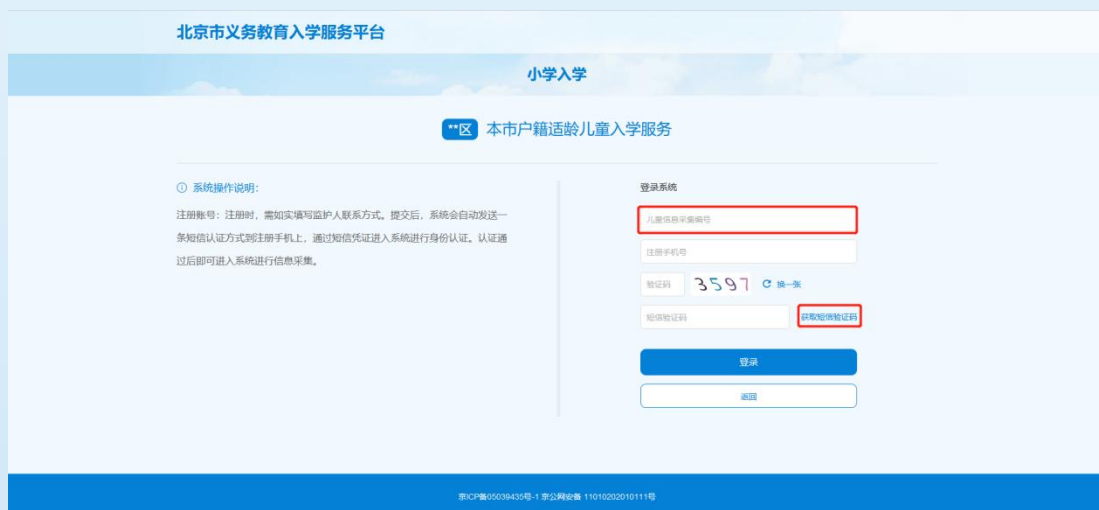 北京市义务教育入学服务平台
小学入学
**区 本市户籍适龄儿童入学服务
系统操作说明：
注册账号：注册时，需如实填写监护人联系方式。提交后，系统会自动发送一
条短信认证方式到注册手机上，通过短信凭证进入系统进行身份认证。认证通
过后即可进入系统进行信息采集。
登录系统
儿童信息采集编号
注册手机号
验证码 3597 换一张
短信验证码 获取短信验证码
登录
返回
京ICP备05039435号-1 京公网安备 11010202010111号